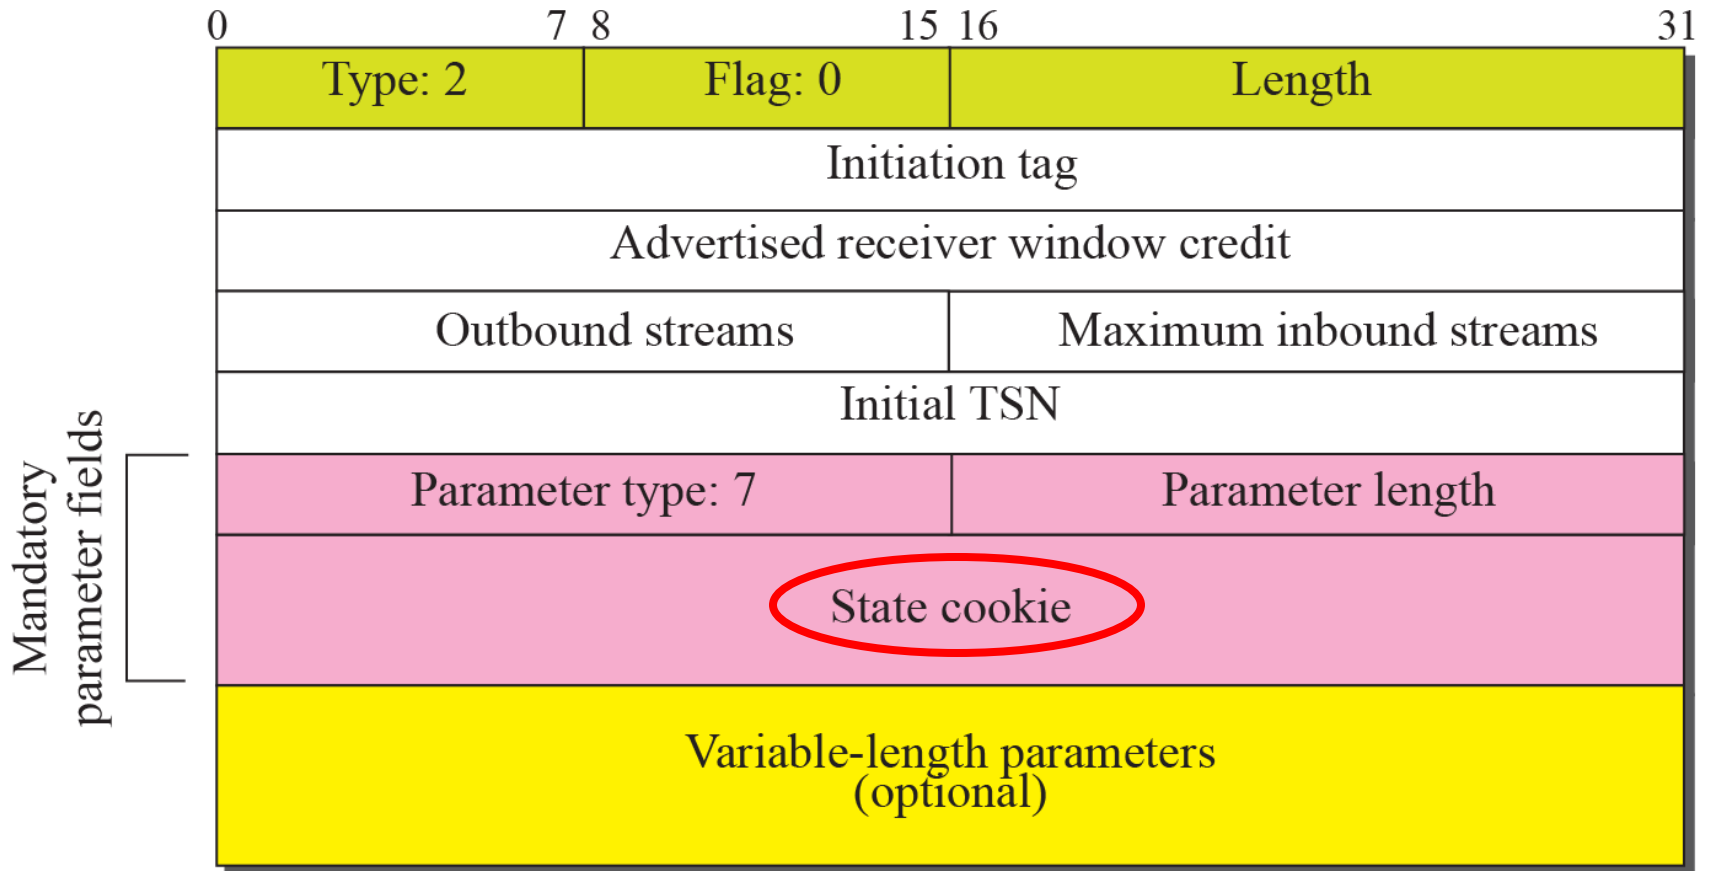 0 7 8 15 16 31
Type: 2 Flag: 0 Length
Initiation tag
Advertised receiver window credit
Outbound streams Maximum inbound streams
Initial TSN
Mandatory
parameter fields
Parameter type: 7 Parameter length
State cookie
Variable-length parameters
(optional)